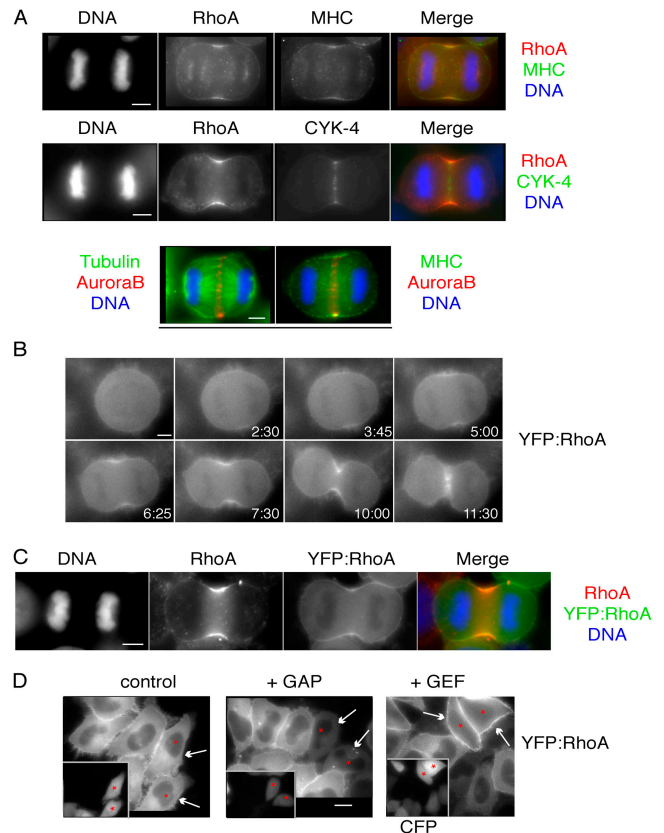 A
DNA RhoA MHC Merge
RhoA
MHC
DNA
DNA RhoA CYK-4 Merge
RhoA
CYK-4
DNA
Tubulin
AuroraB
DNA
MHC
AuroraB
DNA
B
2:30 3:45 5:00
YFP:RhoA
6:25 7:30 10:00 11:30
C
DNA RhoA YFP:RhoA Merge
RhoA
YFP:RhoA
DNA
D
control + GAP + GEF
YFP:RhoA
CFP